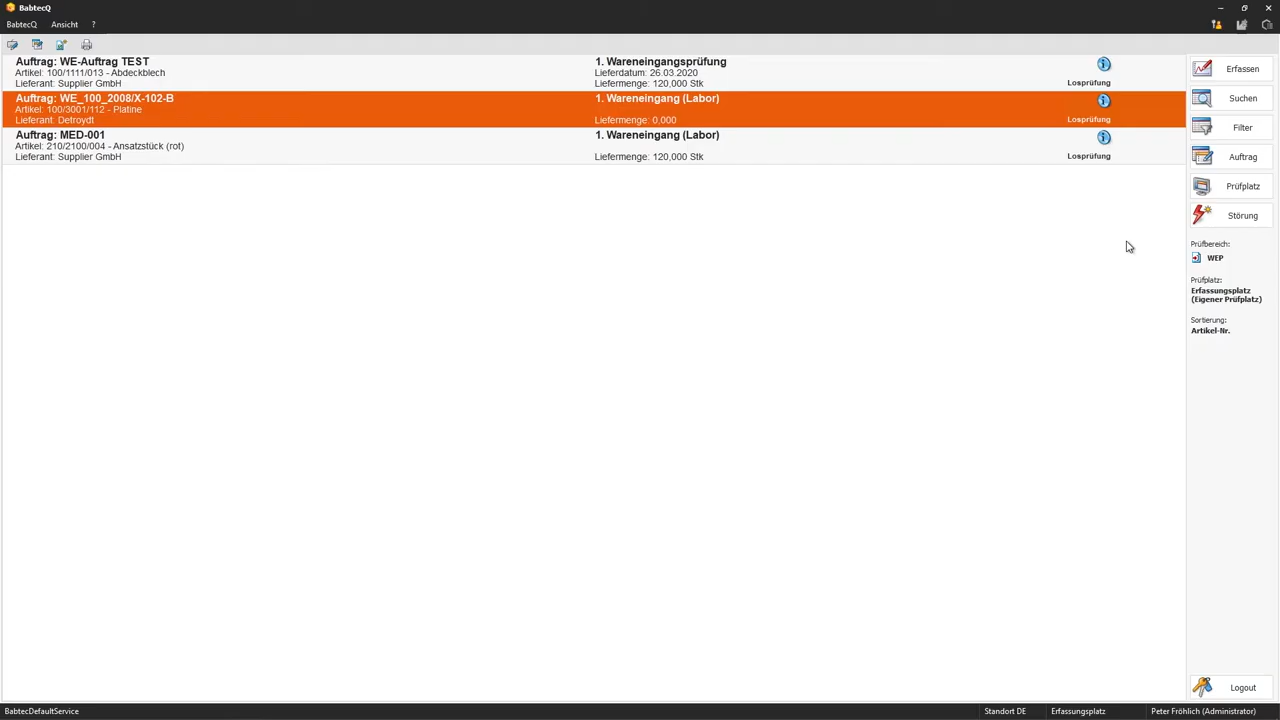 BabtecQ
BabtecQ Ansicht ?
Auftrag: WE-Auftrag TEST
Artikel: 100/1111/013 - Abdeckblech
Lieferant: Supplier GmbH
1. Wareneingangsprüfung
Lieferdatum: 26.03.2020
Liefermenge: 120,000 Stk
Losprüfung
Auftrag: WE_100_2008/X-102-B
Artikel: 100/3001/112 - Platine
Lieferant: Detroydt
1. Wareneingang (Labor)
Liefermenge: 0,000
Losprüfung
Auftrag: MED-001
Artikel: 210/2100/004 - Ansatzstück (rot)
Lieferant: Supplier GmbH
1. Wareneingang (Labor)
Liefermenge: 120,000 Stk
Losprüfung
Erfassen
Suchen
Filter
Auftrag
Prüfplatz
Störung
Prüfbereich:
WEP
Prüfplatz:
Erfassungsplatz
(Eigener Prüfplatz)
Sortierung:
Artikel-Nr.
Logout
BabtecDefaultService
Standort DE
Erfassungsplatz
Peter Fröhlich (Administrator)